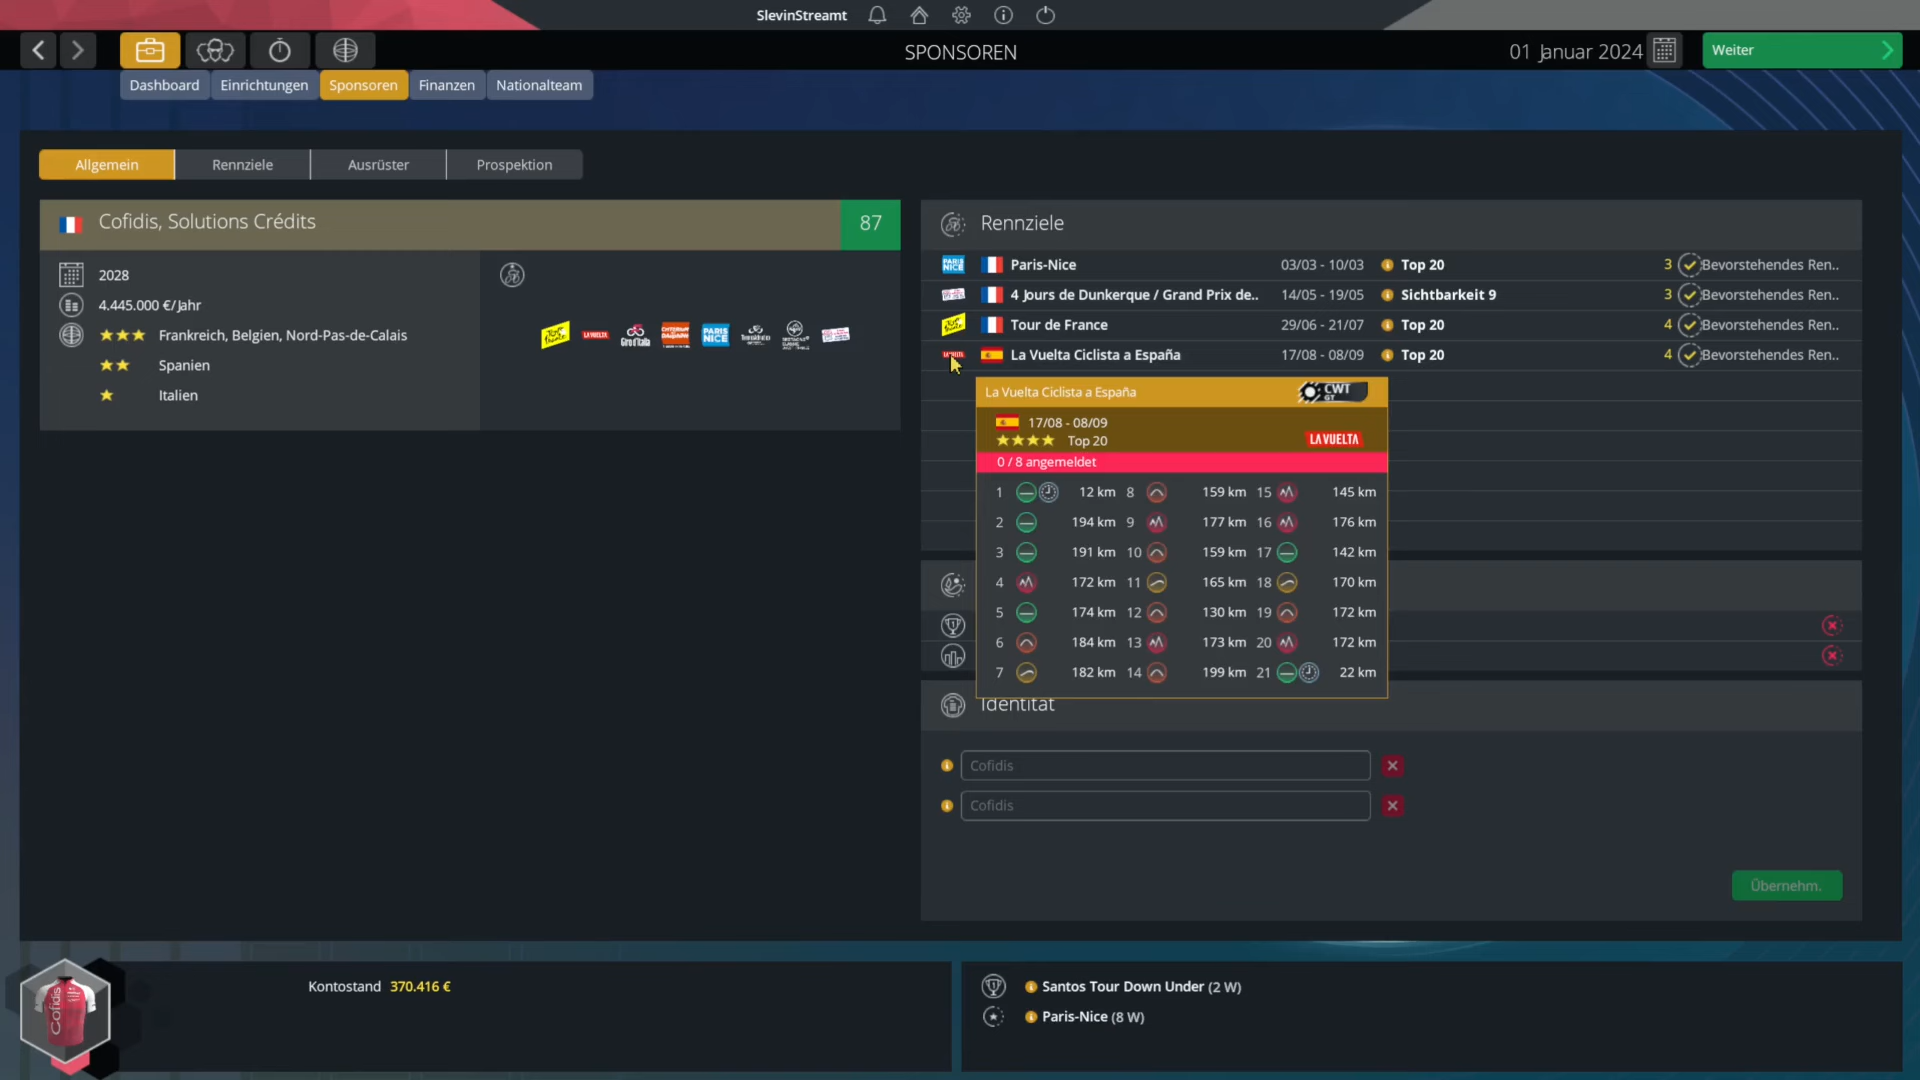 SlevinStreamt
SPONSOREN
01 Januar 2024
Weiter
Dashboard
Einrichtungen
Sponsoren
Finanzen
Nationalteam
Allgemein
Rennziele
Ausrüster
Prospektion
Cofidis, Solutions Crédits
87
2028
4.445.000 €/Jahr
Frankreich, Belgien, Nord-Pas-de-Calais
Spanien
Italien
Rennziele
Paris-Nice 03/03 - 10/03 Top 20 3 Bevorstehendes Ren..
4 Jours de Dunkerque / Grand Prix de.. 14/05 - 19/05 Sichtbarkeit 9 3 Bevorstehendes Ren..
Tour de France 29/06 - 21/07 Top 20 4 Bevorstehendes Ren..
La Vuelta Ciclista a España 17/08 - 08/09 Top 20 4 Bevorstehendes Ren..
La Vuelta Ciclista a España
CWT
GT
17/08 - 08/09
Top 20
LA VUELTA
0 / 8 angemeldet
1 12 km 8 159 km 15 145 km
2 194 km 9 177 km 16 176 km
3 191 km 10 159 km 17 142 km
4 172 km 11 165 km 18 170 km
5 174 km 12 130 km 19 172 km
6 184 km 13 173 km 20 172 km
7 182 km 14 199 km 21 22 km
Identität
Cofidis
Cofidis
Übernehm.
Cofidis
Kontostand 370.416 €
Santos Tour Down Under (2 W)
Paris-Nice (8 W)